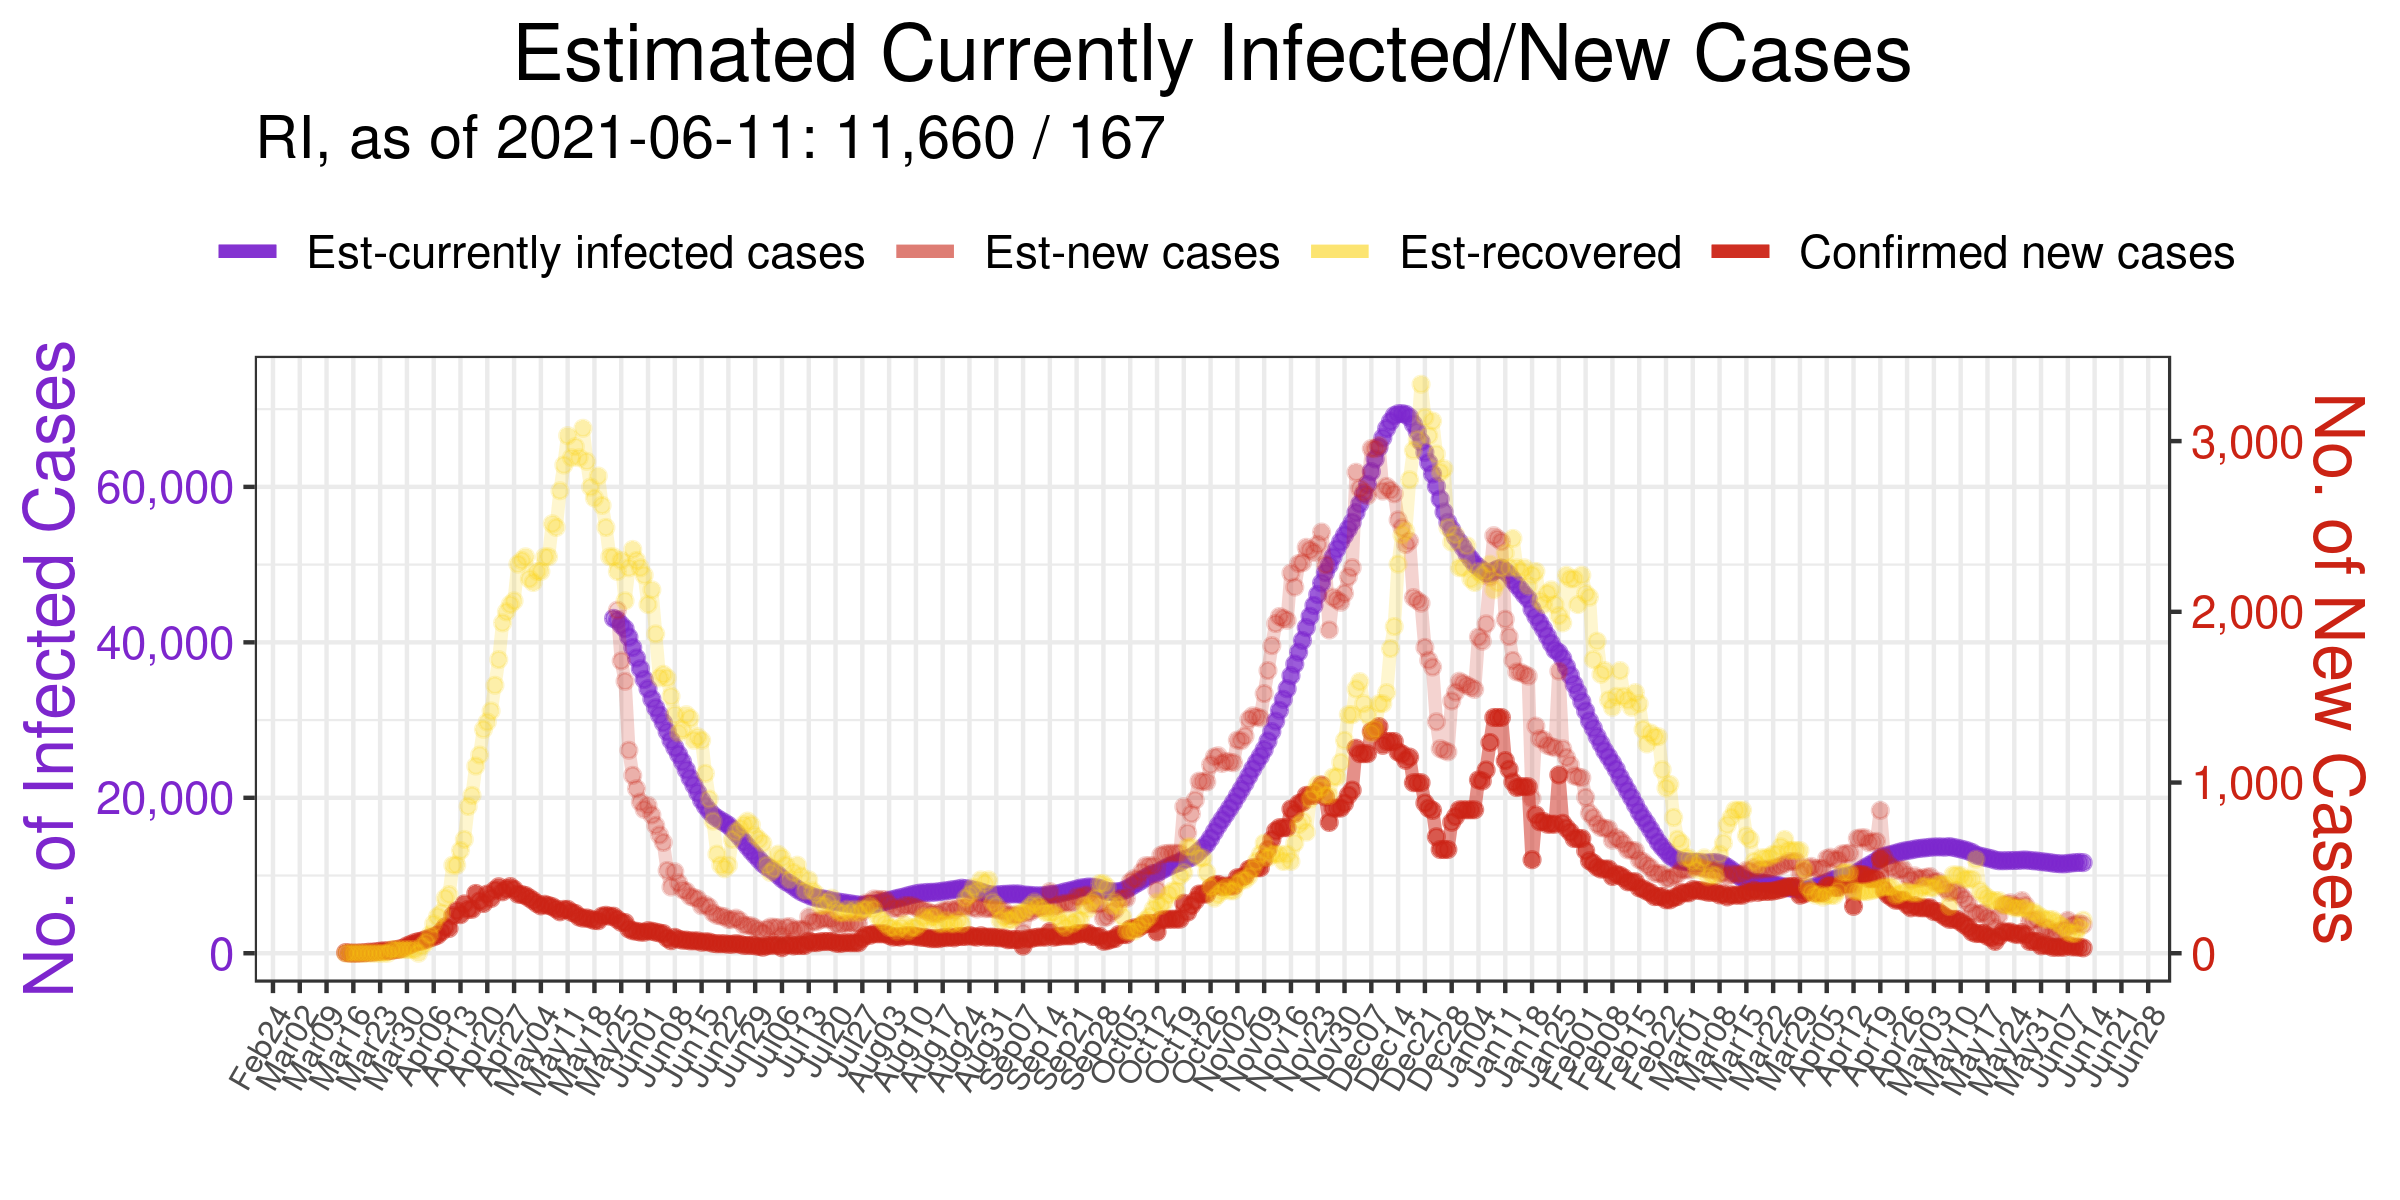 Estimated Currently Infected/New Cases
RI, as of 2021-06-11: 11,660 / 167
Est-currently infected cases Est-new cases Est-recovered Confirmed new cases
No. of Infected Cases
60,000
40,000
20,000
0
3,000
2,000
1,000
0
No. of New Cases
Feb24 Mar02 Mar09 Mar16 Mar23 Mar30 Apr06 Apr13 Apr20 Apr27 May04 May11 May18 May25 Jun01 Jun08 Jun15 Jun22 Jun29 Jul06 Jul13 Jul20 Jul27 Aug03 Aug10 Aug17 Aug24 Aug31 Sep07 Sep14 Sep21 Sep28 Oct05 Oct12 Oct19 Oct26 Nov02 Nov09 Nov16 Nov23 Nov30 Dec07 Dec14 Dec21 Dec28 Jan04 Jan11 Jan18 Jan25 Feb01 Feb08 Feb15 Feb22 Mar01 Mar08 Mar15 Mar22 Mar29 Apr05 Apr12 Apr19 Apr26 May03 May10 May17 May24 May31 Jun07 Jun14 Jun21 Jun28